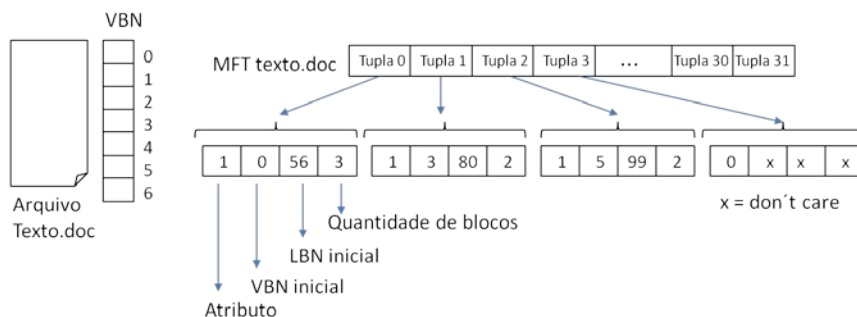 VBN
0
1
2
3
4
5
6
Arquivo
Texto.doc
MFT texto.doc
Tupla 0 Tupla 1 Tupla 2 Tupla 3 ... Tupla 30 Tupla 31
1 0 56 3
1 3 80 2
1 5 99 2
0 x x x
Quantidade de blocos
LBN inicial
VBN inicial
Atributo
x = don´t care